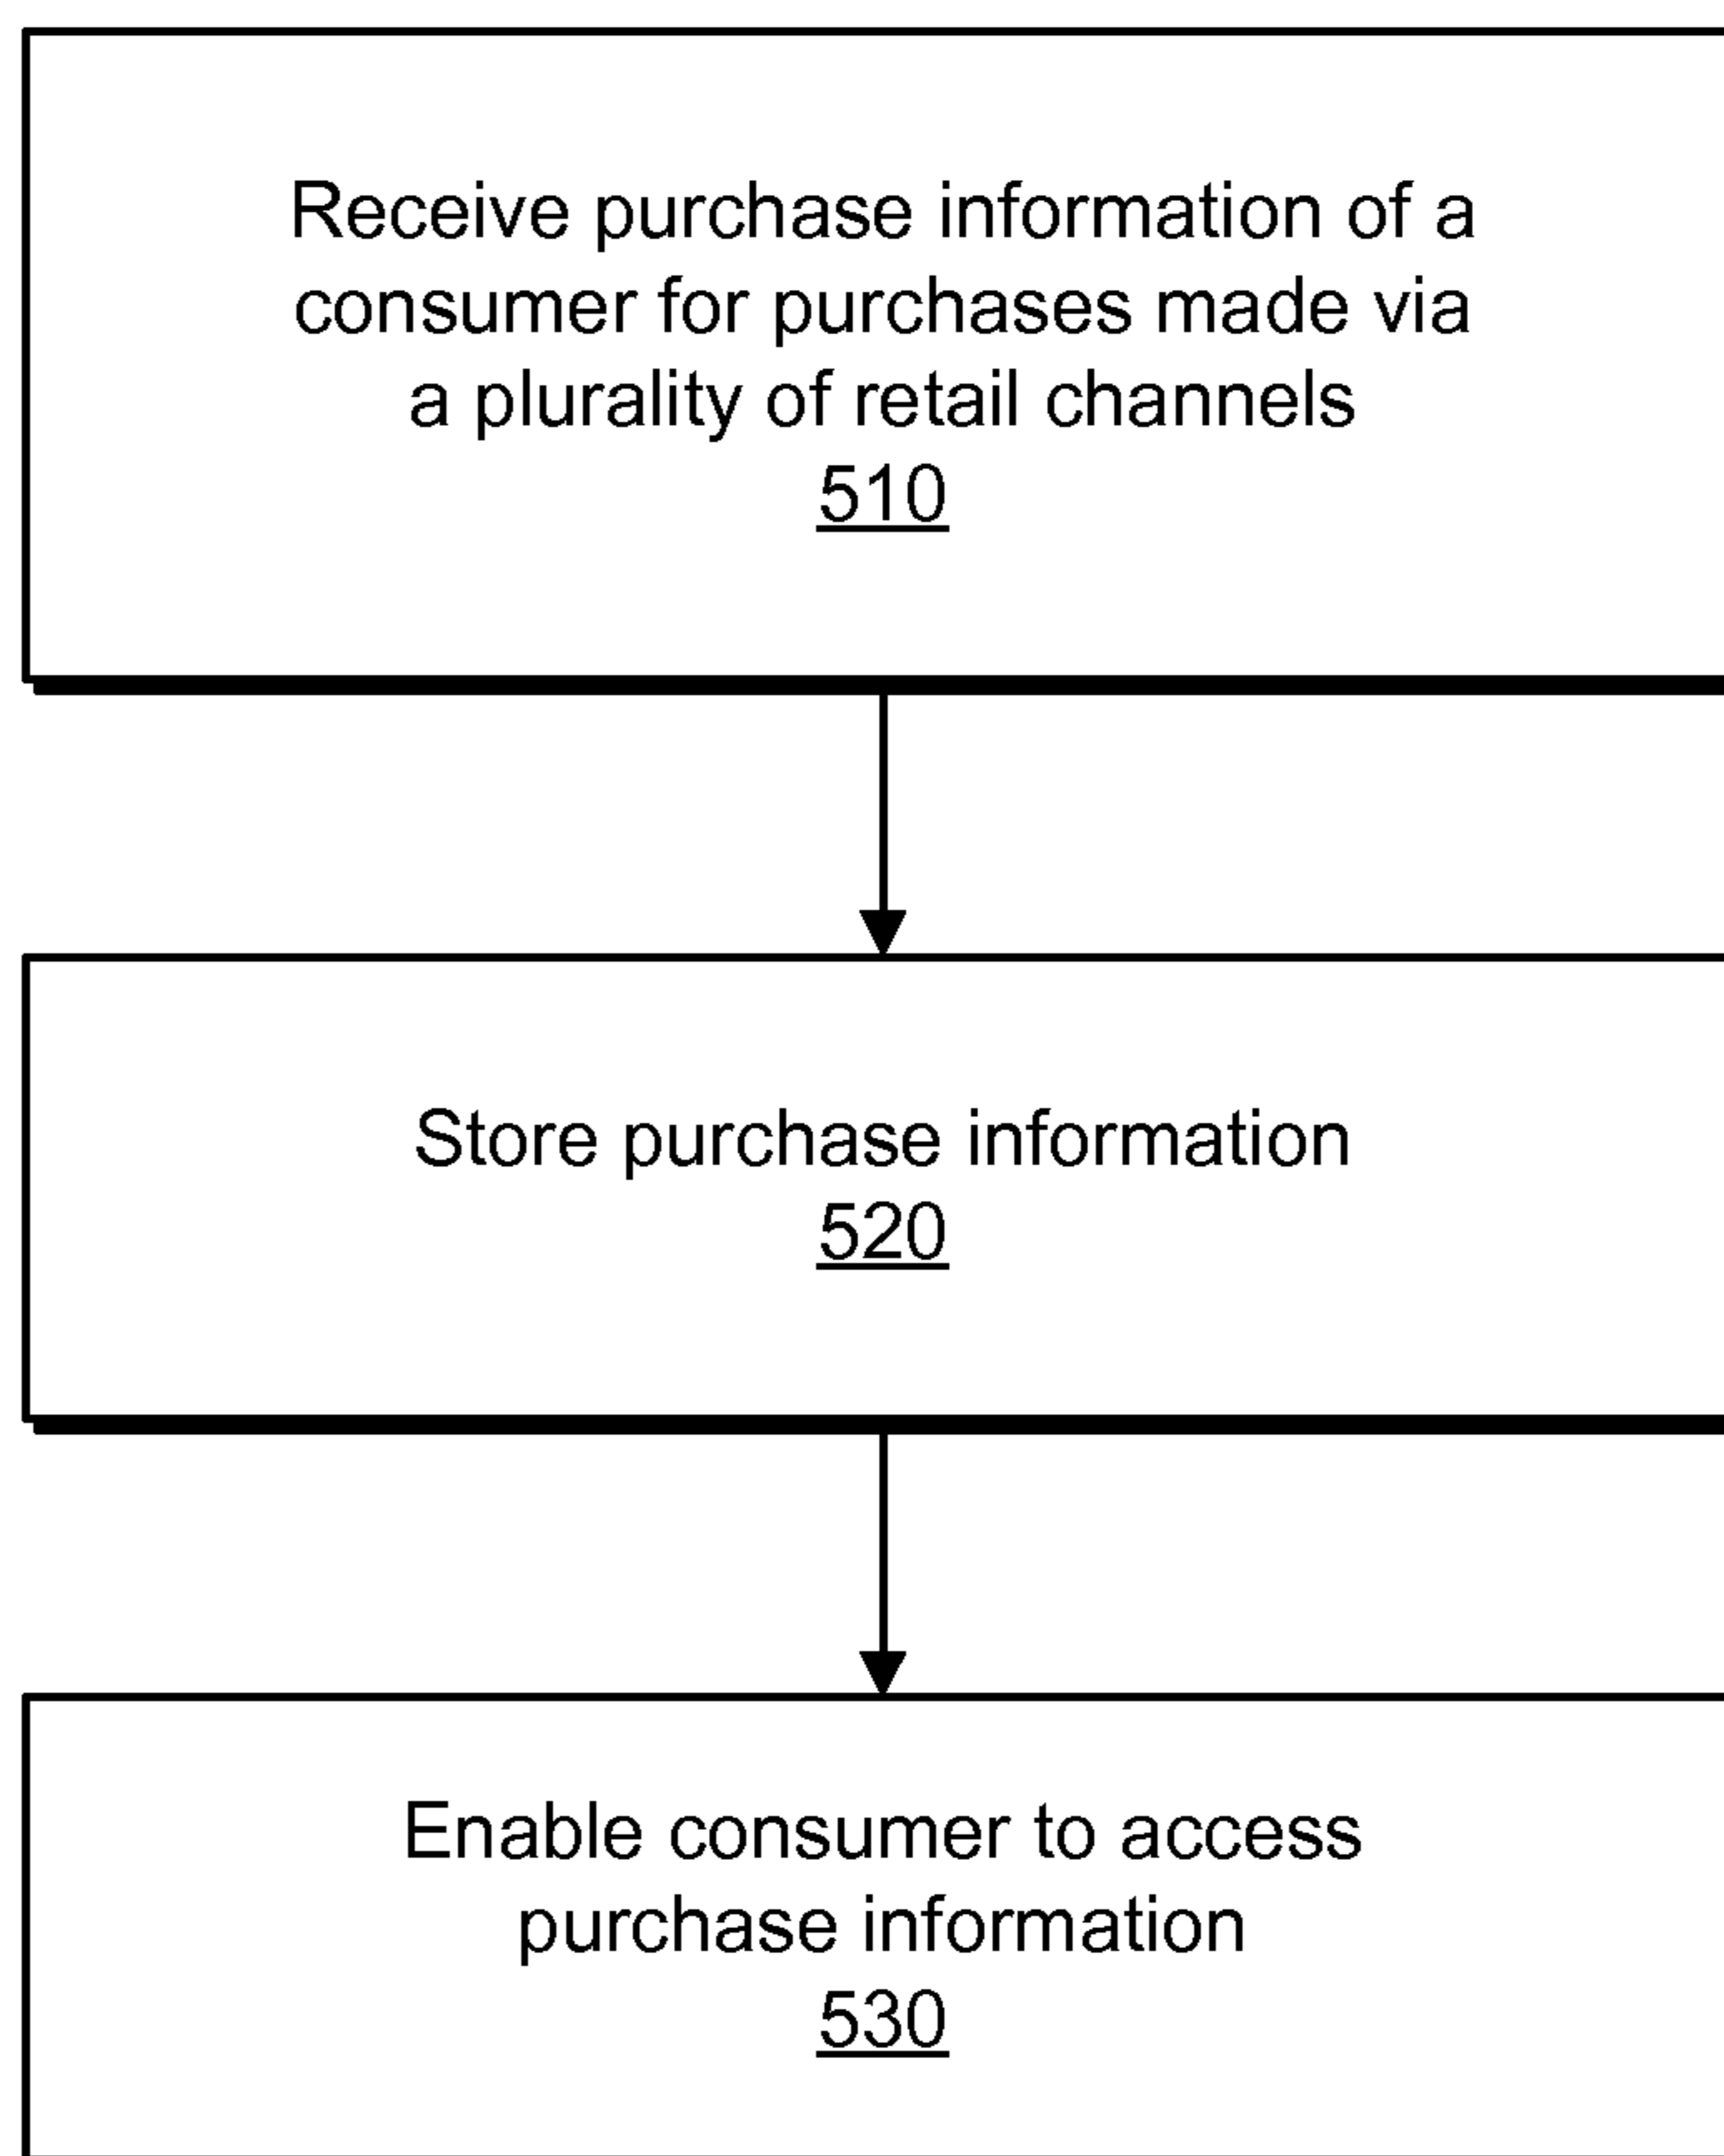 Receive purchase information of a
consumer for purchases made via
a plurality of retail channels
510
Store purchase information
520
Enable consumer to access
purchase information
530